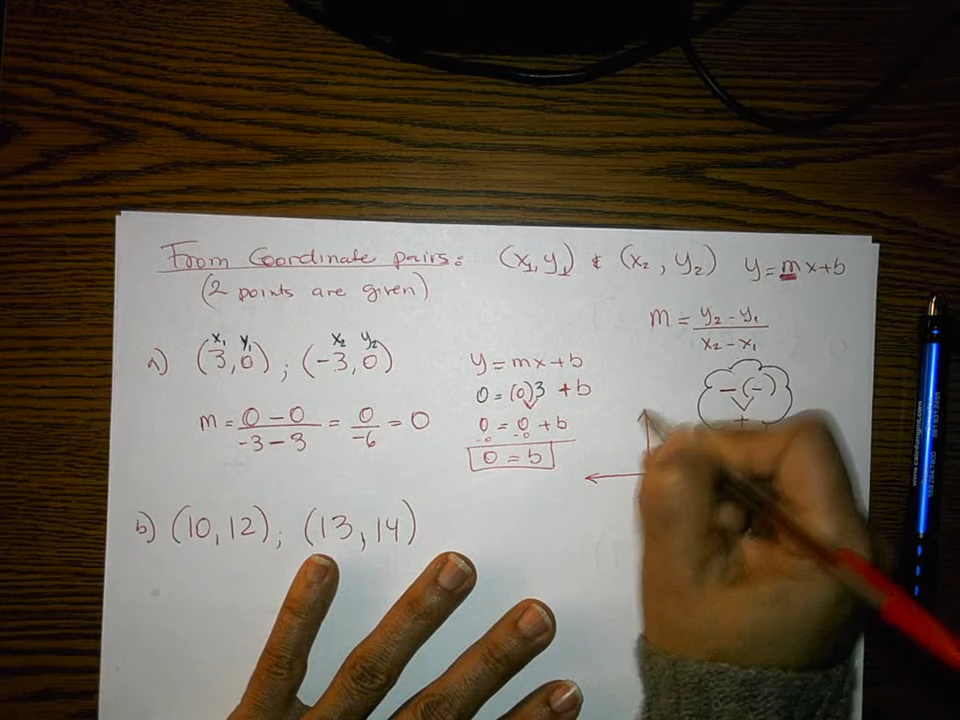 From Coordinate pairs: (x₁, y₁) & (x₂, y₂) y = mx+b
(2 points are given)
m = y₂ - y₁ / x₂ - x₁
x₁ y₁ x₂ y₂
a) (3,0) ; (-3,0)
m = 0 - 0 / -3 - 3 = 0 / -6 = 0
y = mx + b
0 = (0)3 + b
0 = 0 + b
-0 -0
0 = b
-(-)
+
b) (10,12) ; (13,14)